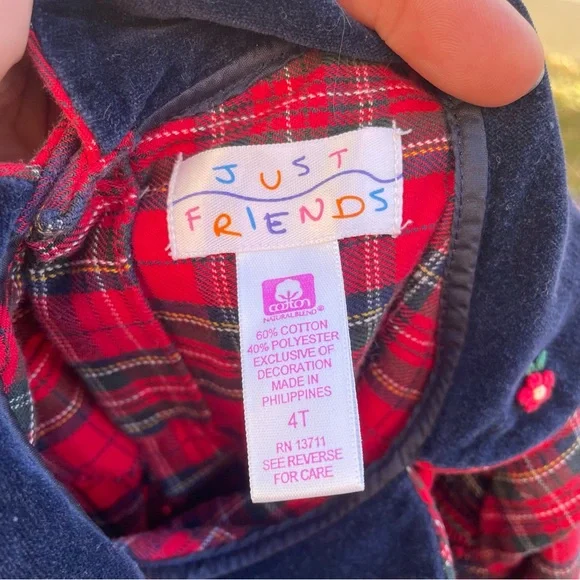 JUST
FRIENDS
cotton
NATURAL BLEND®
60% COTTON
40% POLYESTER
EXCLUSIVE OF
DECORATION
MADE IN
PHILIPPINES
4T
RN 13711
SEE REVERSE
FOR CARE